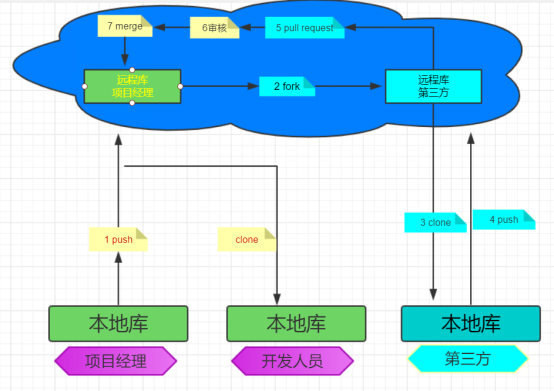 7 merge
6审核
5 pull request
远程库
项目经理
2 fork
远程库
第三方
1 push
clone
3 clone
4 push
本地库
本地库
本地库
项目经理
开发人员
第三方